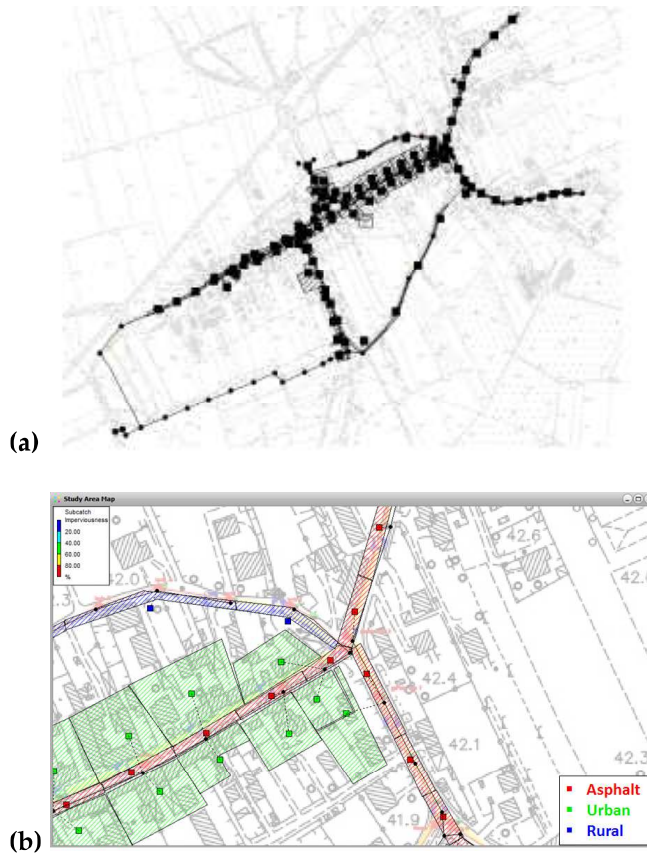 (a)
Study Area Map
Subcatch
Imperviousness
20.00
40.00
60.00
80.00
%
42.6
42.0
42.4
42.1
42.3
41.9
Asphalt
Urban
Rural
(b)